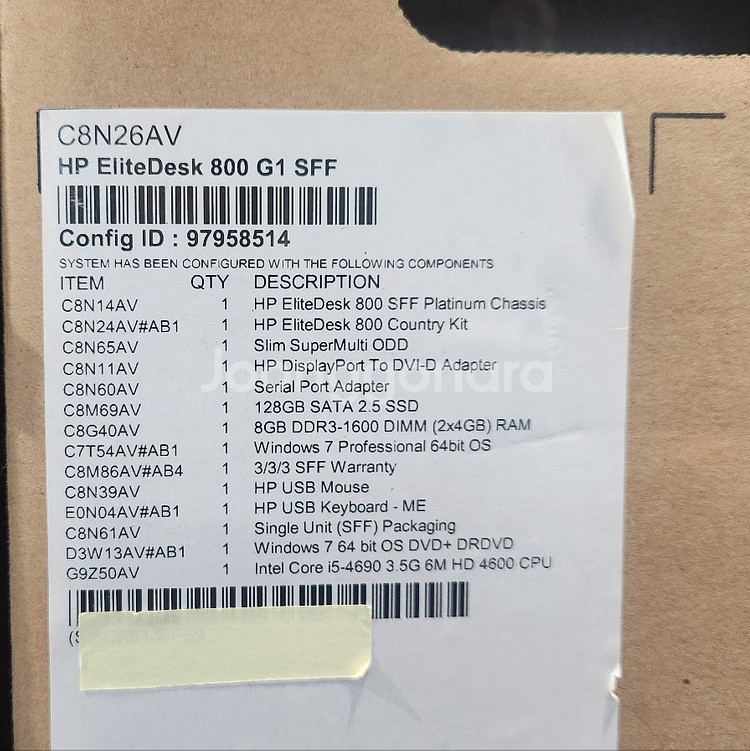 C8N26AV
HP EliteDesk 800 G1 SFF
Config ID : 97958514
SYSTEM HAS BEEN CONFIGURED WITH THE FOLLOWING COMPONENTS
ITEM QTY DESCRIPTION
C8N14AV 1 HP EliteDesk 800 SFF Platinum Chassis
C8N24AV#AB1 1 HP EliteDesk 800 Country Kit
C8N65AV 1 Slim SuperMulti ODD
C8N11AV 1 HP DisplayPort To DVI-D Adapter
C8N60AV 1 Serial Port Adapter
C8M69AV 1 128GB SATA 2.5 SSD
C8G40AV 1 8GB DDR3-1600 DIMM (2x4GB) RAM
C7T54AV#AB1 1 Windows 7 Professional 64bit OS
C8M86AV#AB4 1 3/3/3 SFF Warranty
C8N39AV 1 HP USB Mouse
E0N04AV#AB1 1 HP USB Keyboard - ME
C8N61AV 1 Single Unit (SFF) Packaging
D3W13AV#AB1 1 Windows 7 64 bit OS DVD+ DRDVD
G9Z50AV 1 Intel Core i5-4690 3.5G 6M HD 4600 CPU